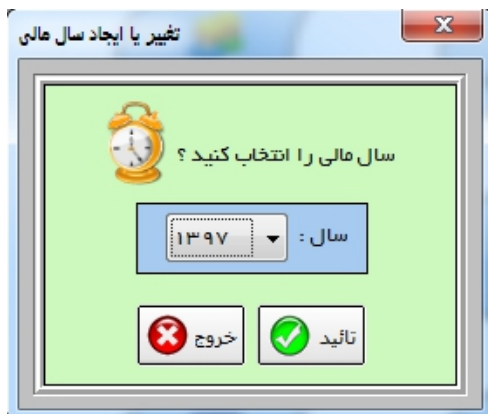 تغییر یا ایجاد سال مالی
سال مالی را انتخاب کنید ؟
سال : ۱۳۹۷
تائید خروج